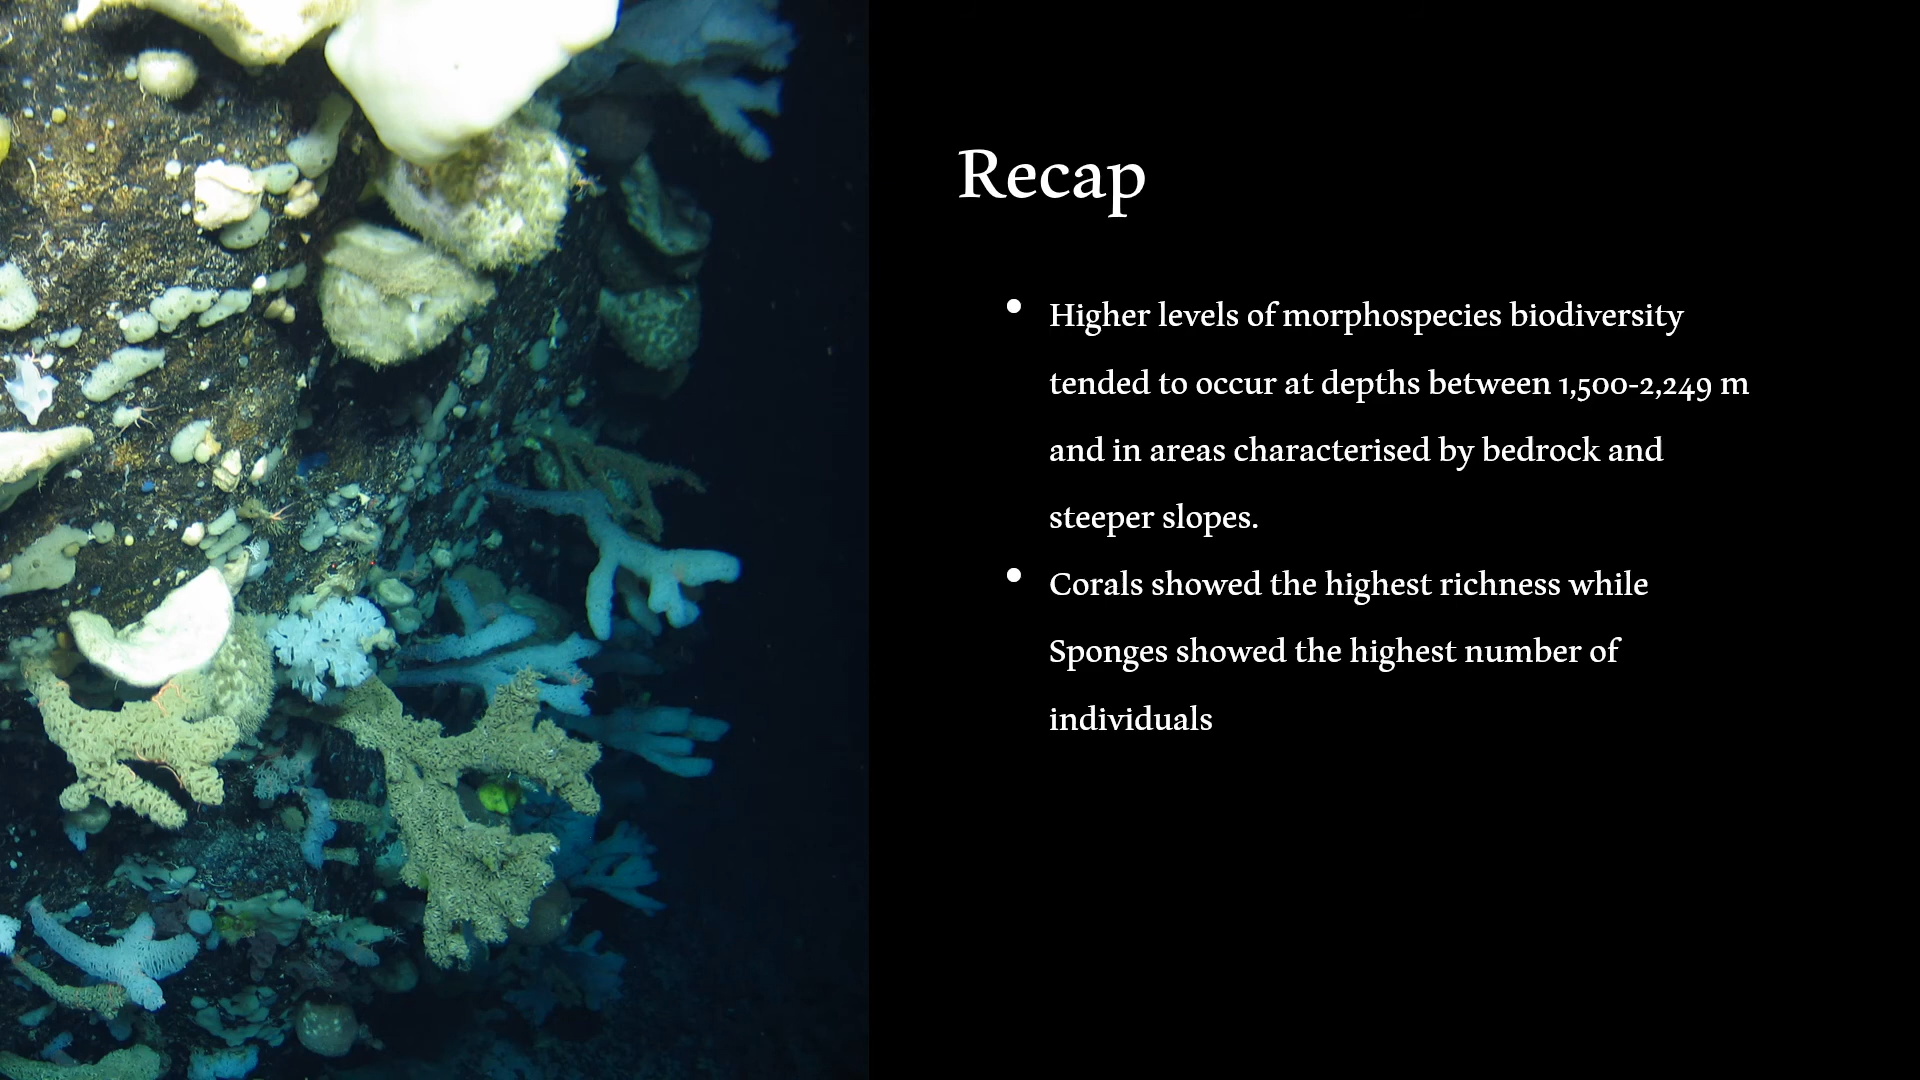 Recap
• Higher levels of morphospecies biodiversity
tended to occur at depths between 1,500-2,249 m
and in areas characterised by bedrock and
steeper slopes.
• Corals showed the highest richness while
Sponges showed the highest number of
individuals